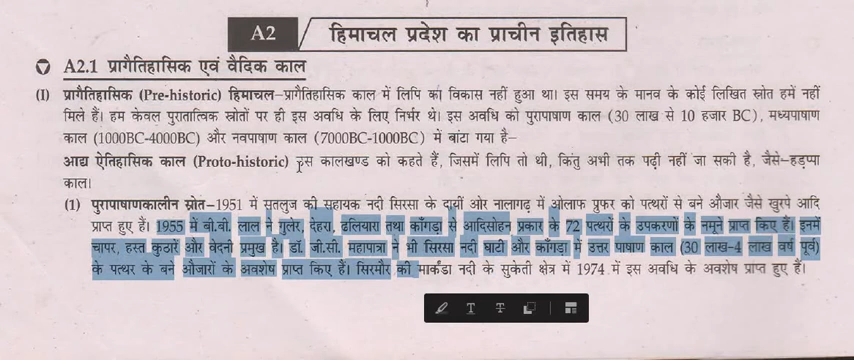 A2 हिमाचल प्रदेश का प्राचीन इतिहास
A2.1 प्रागैतिहासिक एवं वैदिक काल
(I) प्रागैतिहासिक (Pre-historic) हिमाचल–प्रागैतिहासिक काल में लिपि का विकास नहीं हुआ था। इस समय के मानव के कोई लिखित स्रोत हमें नहीं
मिले हैं। हम केवल पुरातात्विक स्रोतों पर ही इस अवधि के लिए निर्भर थे। इस अवधि को पुरापाषाण काल (30 लाख से 10 हजार BC), मध्यपाषाण
काल (1000BC-4000BC) और नवपाषाण काल (7000BC-1000BC) में बांटा गया है–
आद्य ऐतिहासिक काल (Proto-historic) इस कालखण्ड को कहते हैं, जिसमें लिपि तो थी, किंतु अभी तक पढ़ी नहीं जा सकी है, जैसे–हड़प्पा
काल।
(1) पुरापाषाणकालीन स्रोत–1951 में सतलुज की सहायक नदी सिरसा के दायीं ओर नालागढ़ में ओलाफ प्रुफर को पत्थरों से बने औजार जैसे खुरपे आदि
प्राप्त हुए हैं। 1955 में बी.बी. लाल ने गुलेर, देहरा, ढलियारा तथा काँगड़ा से आदिसोहन प्रकार के 72 पत्थरों के उपकरणों के नमूने प्राप्त किए हैं। इनमें
चापर, हस्त कुठारें और वेदनी प्रमुख है। डॉ. जी.सी. महापात्रा ने भी सिरसा नदी घाटी और काँगड़ा में उत्तर पाषाण काल (30 लाख-4 लाख वर्ष पूर्व)
के पत्थर के बने औजारों के अवशेष प्राप्त किए हैं। सिरमौर की मार्कंडा नदी के सुकेती क्षेत्र में 1974 में इस अवधि के अवशेष प्राप्त हुए हैं।